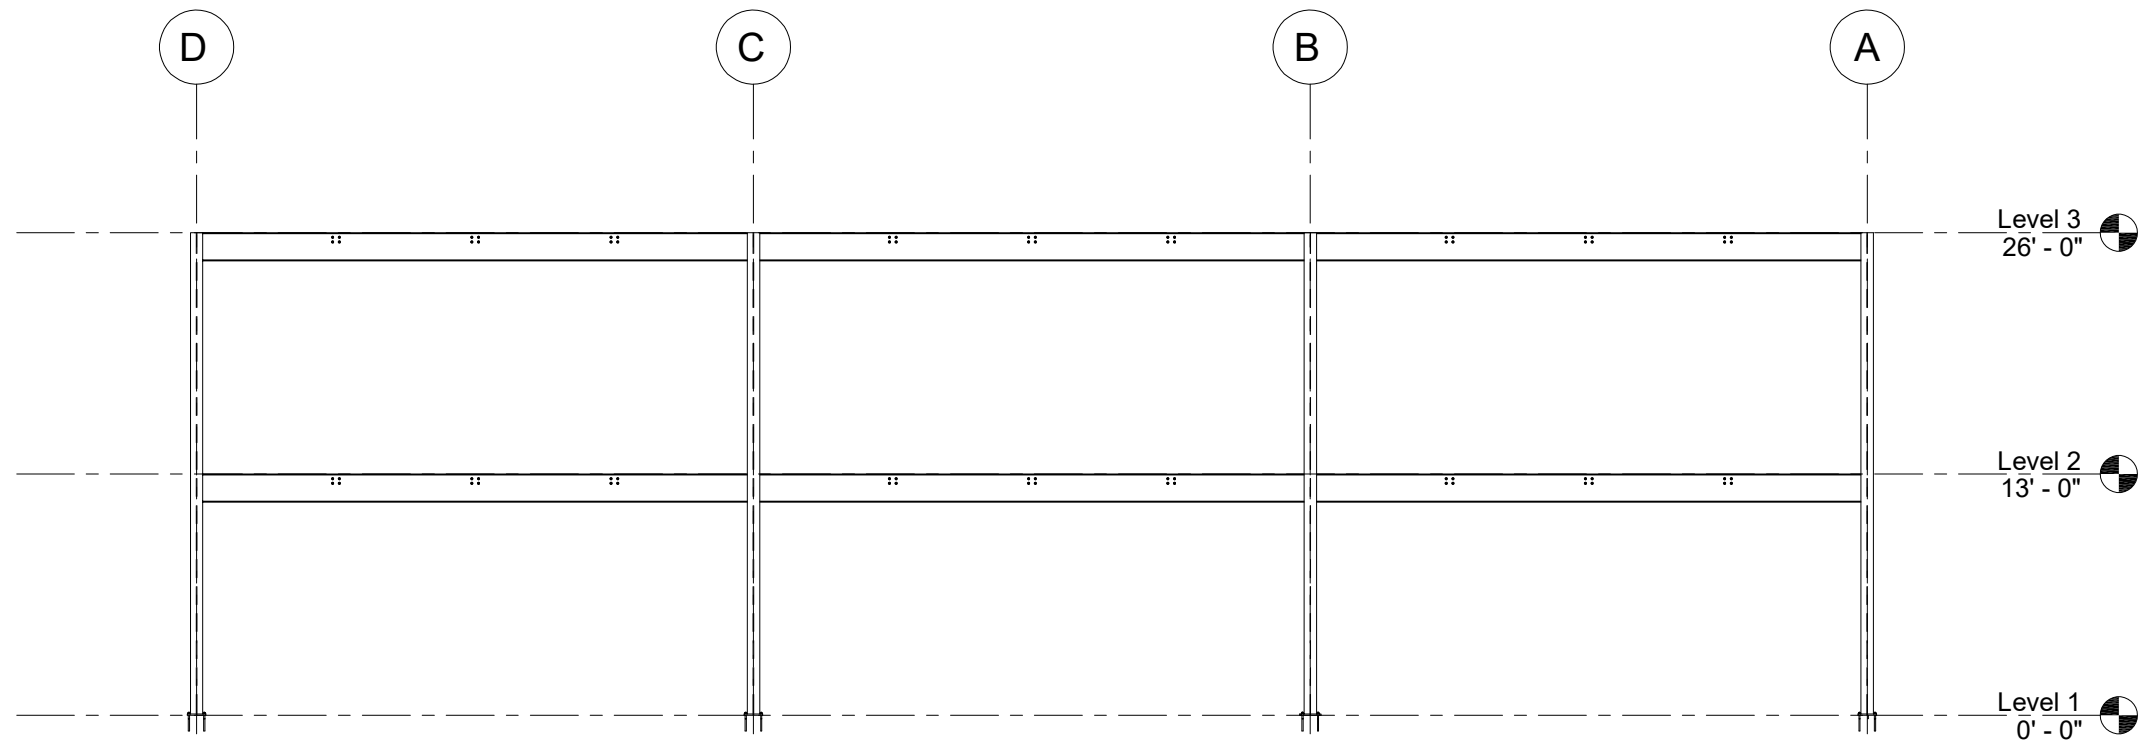 D
C
B
A
Level 3
26' - 0"
Level 2
13' - 0"
Level 1
0' - 0"